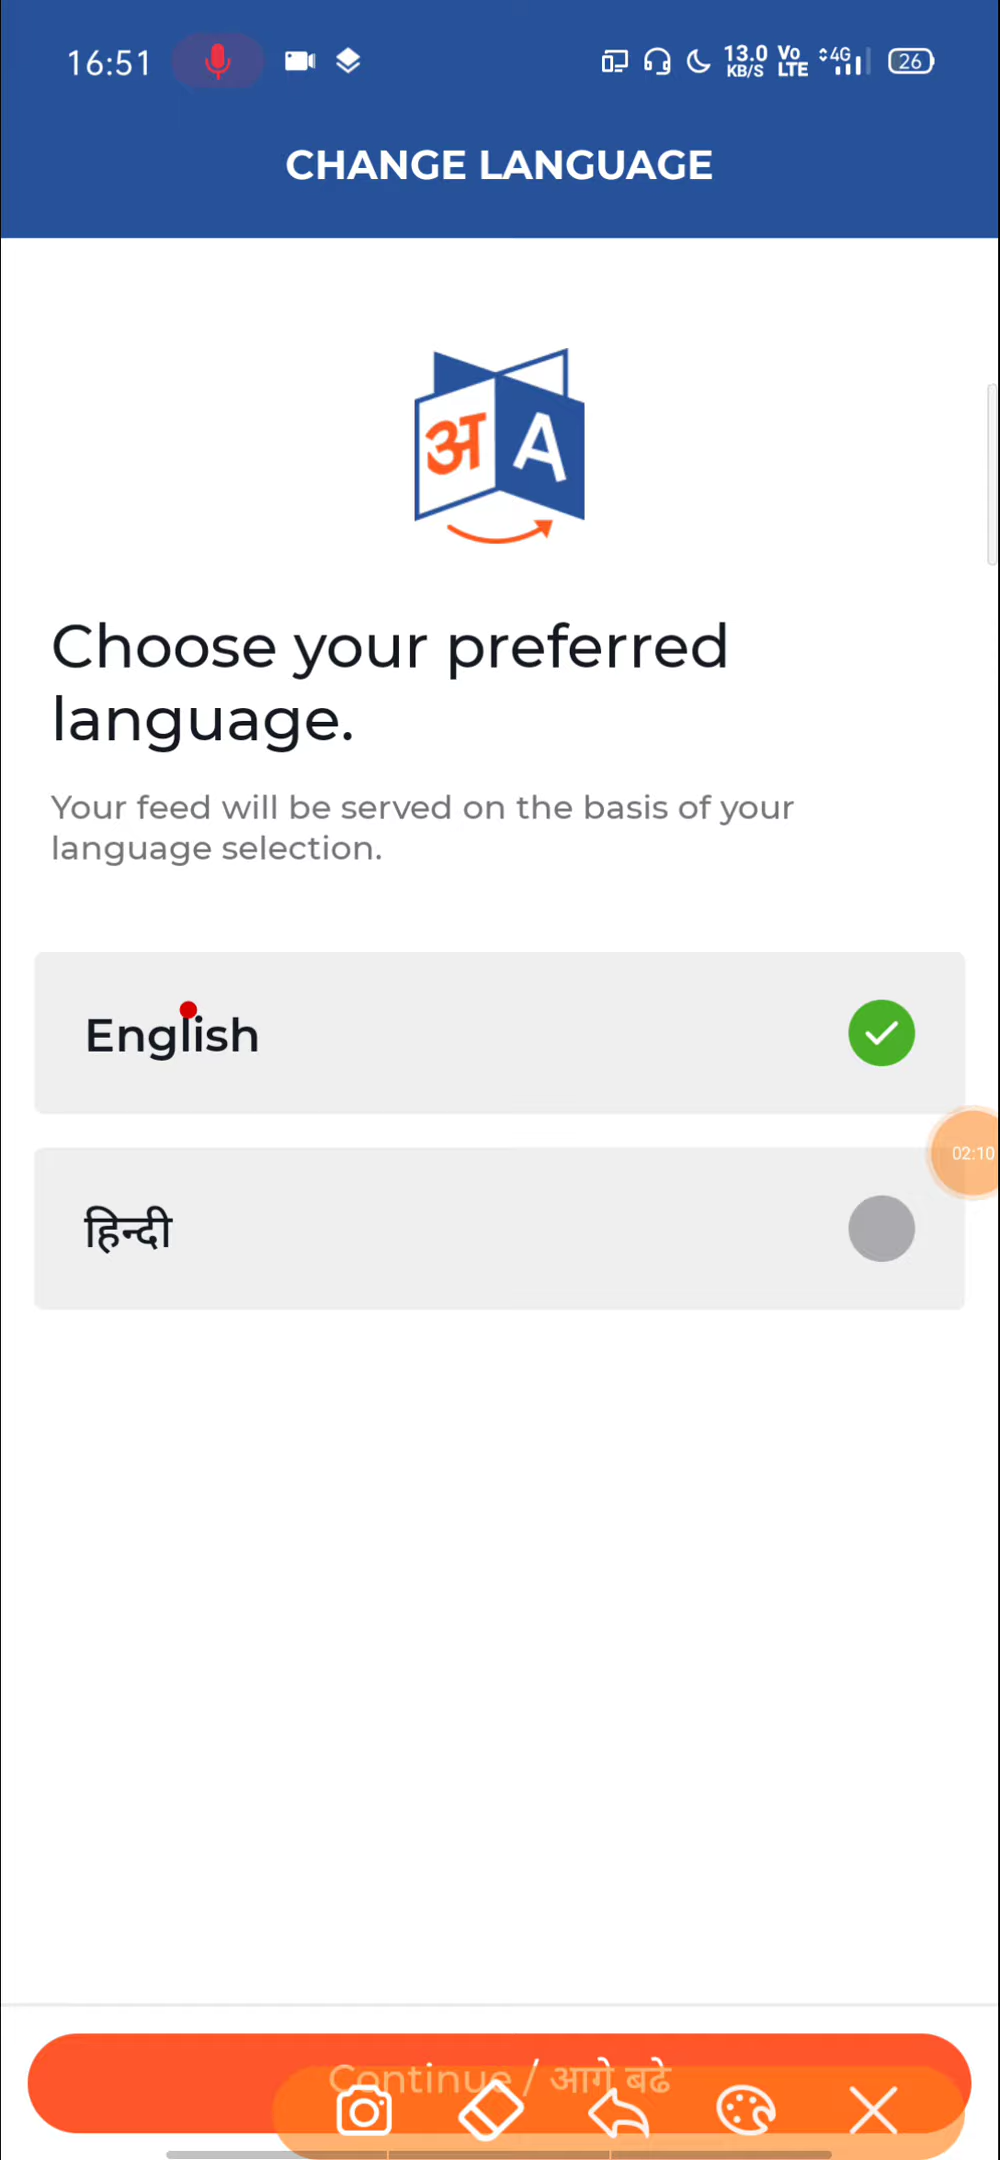 16:51 13.0 KB/S Vo LTE 4G 26
CHANGE LANGUAGE
अ A
Choose your preferred
language.
Your feed will be served on the basis of your
language selection.
English
02:10
हिन्दी
Continue / आगे बढे